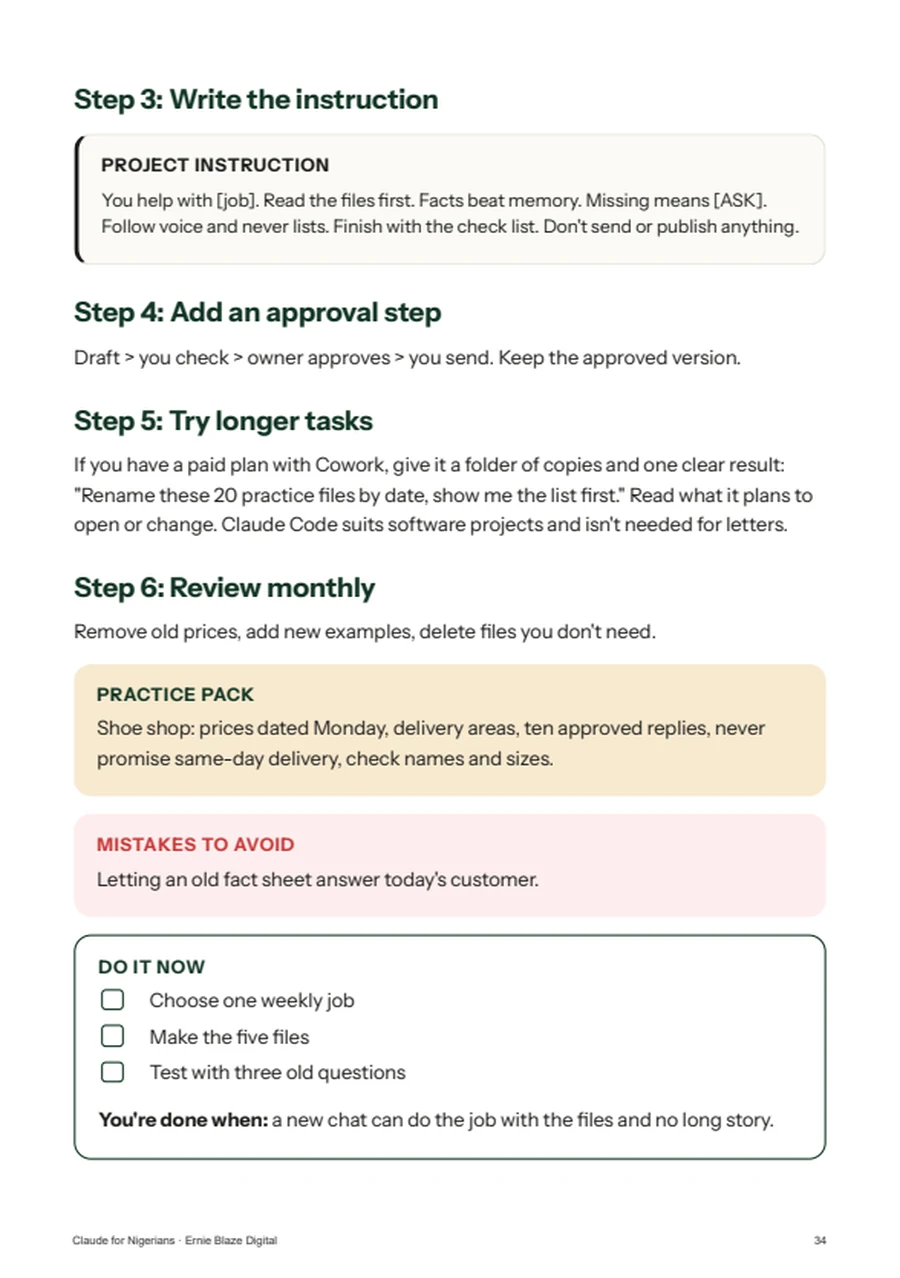 Step 3: Write the instruction
PROJECT INSTRUCTION
You help with [job]. Read the files first. Facts beat memory. Missing means [ASK].
Follow voice and never lists. Finish with the check list. Don't send or publish anything.
Step 4: Add an approval step
Draft > you check > owner approves > you send. Keep the approved version.
Step 5: Try longer tasks
If you have a paid plan with Cowork, give it a folder of copies and one clear result:
"Rename these 20 practice files by date, show me the list first." Read what it plans to
open or change. Claude Code suits software projects and isn't needed for letters.
Step 6: Review monthly
Remove old prices, add new examples, delete files you don't need.
PRACTICE PACK
Shoe shop: prices dated Monday, delivery areas, ten approved replies, never
promise same-day delivery, check names and sizes.
MISTAKES TO AVOID
Letting an old fact sheet answer today's customer.
DO IT NOW
Choose one weekly job
Make the five files
Test with three old questions
You're done when: a new chat can do the job with the files and no long story.
Claude for Nigerians · Ernie Blaze Digital 34